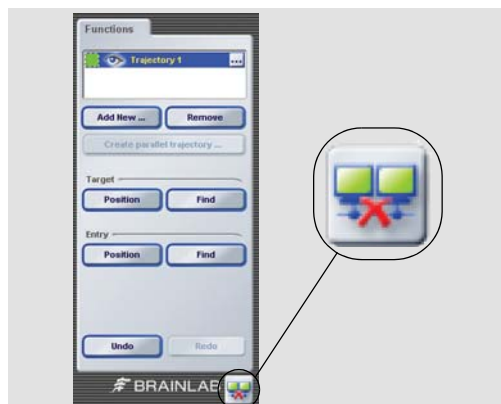 Functions
Trajectory 1 ...
Add New ... Remove
Create parallel trajectory ...
Target
Position Find
Entry
Position Find
Undo Redo
BRAINLAB